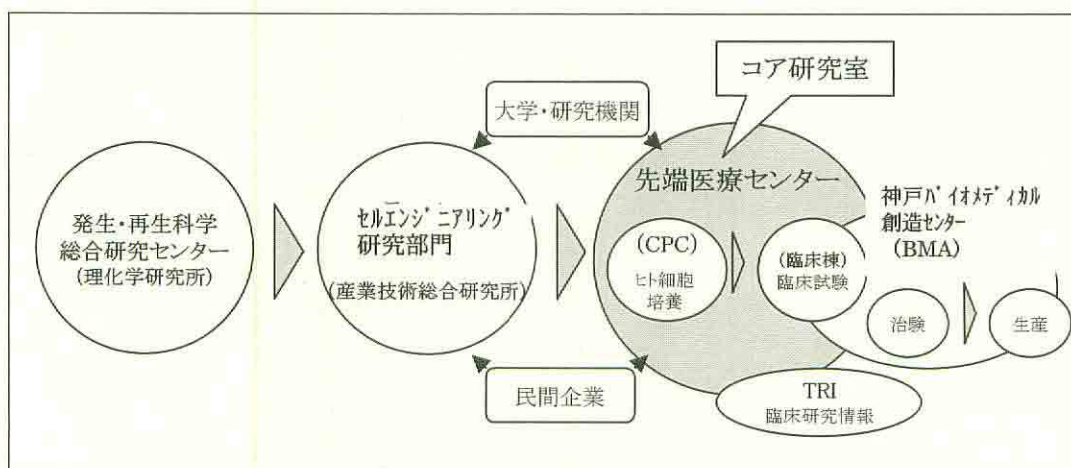 コア研究室
大学・研究機関
先端医療センター
発生・再生科学
総合研究センター
(理化学研究所)
ｾﾙｴﾝｼﾞﾆｱﾘﾝｸﾞ
研究部門
(産業技術総合研究所)
(CPC)
ﾋﾄ細胞
培養
(臨床棟)
臨床試験
神戸ﾊﾞｲｵﾒﾃﾞｨｶﾙ
創造ｾﾝﾀｰ
(BMA)
治験
生産
民間企業
TRI
臨床研究情報